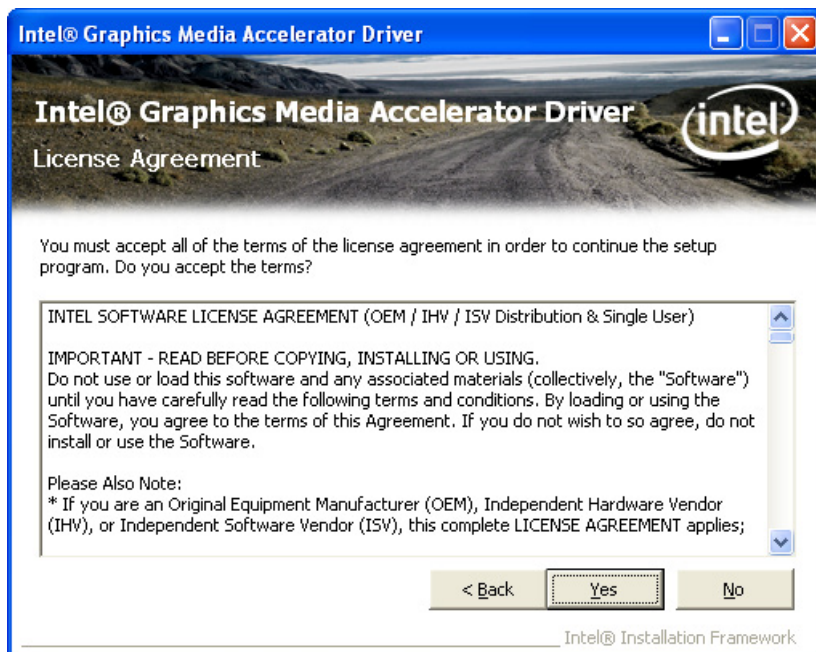 Intel® Graphics Media Accelerator Driver
Intel® Graphics Media Accelerator Driver
intel
License Agreement
You must accept all of the terms of the license agreement in order to continue the setup
program. Do you accept the terms?
INTEL SOFTWARE LICENSE AGREEMENT (OEM / IHV / ISV Distribution & Single User)
IMPORTANT - READ BEFORE COPYING, INSTALLING OR USING.
Do not use or load this software and any associated materials (collectively, the "Software")
until you have carefully read the following terms and conditions. By loading or using the
Software, you agree to the terms of this Agreement. If you do not wish to so agree, do not
install or use the Software.
Please Also Note:
* If you are an Original Equipment Manufacturer (OEM), Independent Hardware Vendor
(IHV), or Independent Software Vendor (ISV), this complete LICENSE AGREEMENT applies;
< Back Yes No
Intel® Installation Framework